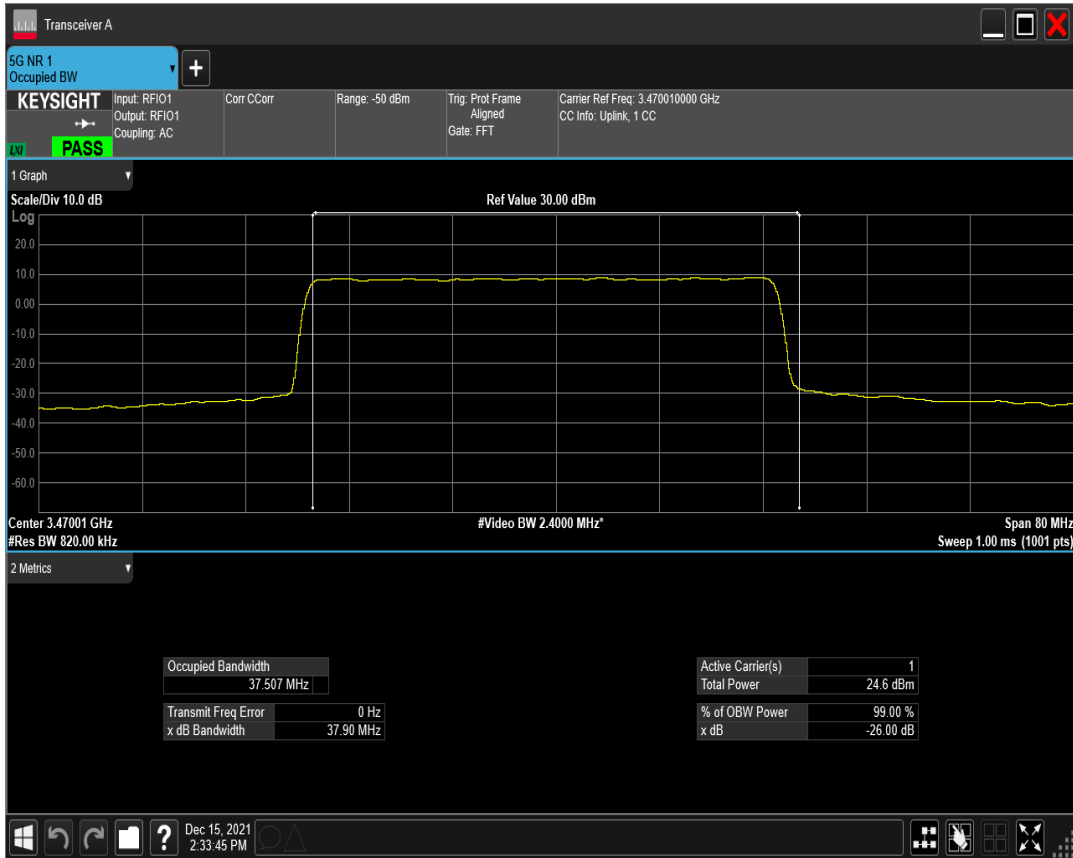 Transceiver A
5G NR 1
Occupied BW
KEYSIGHT
LXI
PASS
Input: RFIO1
Output: RFIO1
Coupling: AC
Corr CCorr
Range: -50 dBm
Trig: Prot Frame
Aligned
Gate: FFT
Carrier Ref Freq: 3.470010000 GHz
CC Info: Uplink, 1 CC
1 Graph
Scale/Div 10.0 dB
Ref Value 30.00 dBm
Log
20.0
10.0
0.00
-10.0
-20.0
-30.0
-40.0
-50.0
-60.0
Center 3.47001 GHz
#Video BW 2.4000 MHz*
Span 80 MHz
#Res BW 820.00 kHz
Sweep 1.00 ms (1001 pts)
2 Metrics
Occupied Bandwidth
37.507 MHz
Transmit Freq Error 0 Hz
x dB Bandwidth 37.90 MHz
Active Carrier(s) 1
Total Power 24.6 dBm
% of OBW Power 99.00 %
x dB -26.00 dB
Dec 15, 2021
2:33:45 PM